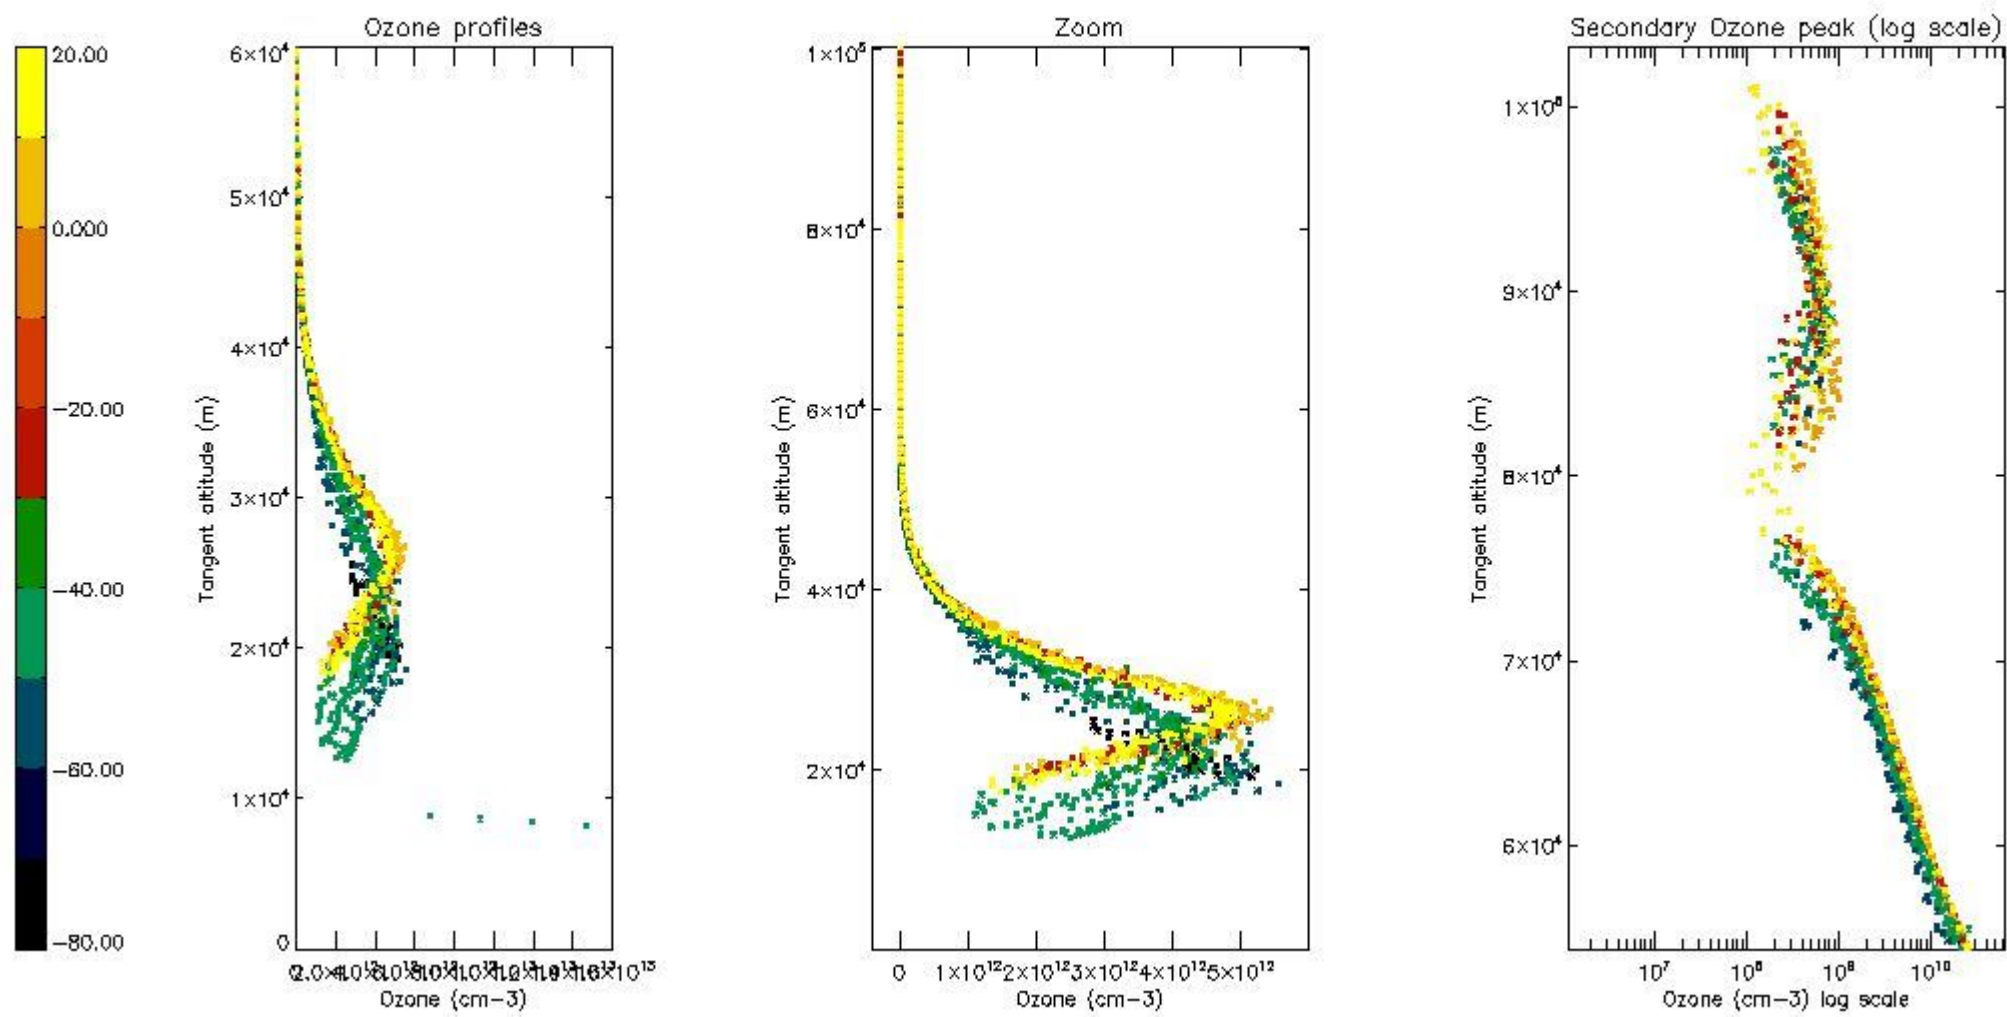 Ozone profiles
Zoom
Secondary Ozone peak (log scale)
20.00
0.000
−20.00
−40.00
−60.00
−80.00
6×10⁴
5×10⁴
4×10⁴
3×10⁴
2×10⁴
1×10⁴
0
Tangent altitude (m)
Ozone (cm−3)
1×10⁵
8×10⁴
6×10⁴
4×10⁴
2×10⁴
Tangent altitude (m)
0 1×10¹² 2×10¹² 3×10¹² 4×10¹² 5×10¹²
Ozone (cm−3)
9×10⁴
8×10⁴
7×10⁴
6×10⁴
Tangent altitude (m)
10⁷ 10⁸ 10⁹ 10¹⁰
Ozone (cm−3) log scale